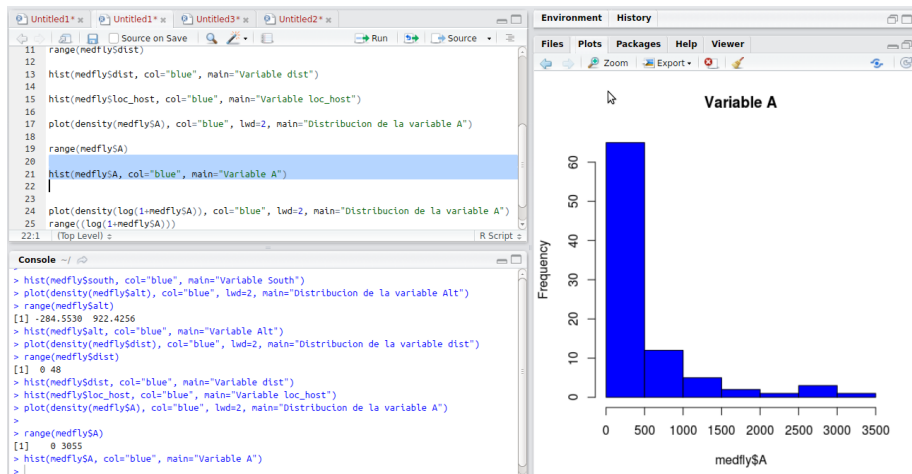 Untitled1* Untitled1* Untitled3* Untitled2*
Source on Save Run Source
11 range(medfly$dist)
12
13 hist(medfly$dist, col="blue", main="Variable dist")
14
15 hist(medfly$loc_host, col="blue", main="Variable loc_host")
16
17 plot(density(medfly$A), col="blue", lwd=2, main="Distribucion de la variable A")
18
19 range(medfly$A)
20
21 hist(medfly$A, col="blue", main="Variable A")
22
23
24 plot(density(log(1+medfly$A)), col="blue", lwd=2, main="Distribucion de la variable A")
25 range((log(1+medfly$A)))
22:1 (Top Level) R Script
Console ~/
> hist(medfly$south, col="blue", main="Variable South")
> plot(density(medfly$alt), col="blue", lwd=2, main="Distribucion de la variable Alt")
> range(medfly$alt)
[1] -284.5530 922.4256
> hist(medfly$alt, col="blue", main="Variable Alt")
> plot(density(medfly$dist), col="blue", lwd=2, main="Distribucion de la variable dist")
> range(medfly$dist)
[1] 0 48
> hist(medfly$dist, col="blue", main="Variable dist")
> hist(medfly$loc_host, col="blue", main="Variable loc_host")
> plot(density(medfly$A), col="blue", lwd=2, main="Distribucion de la variable A")
>
> range(medfly$A)
[1] 0 3055
> hist(medfly$A, col="blue", main="Variable A")
>
Environment History
Files Plots Packages Help Viewer
Zoom Export
Variable A
Frequency
60
50
40
30
20
10
0
0 500 1000 1500 2000 2500 3000 3500
medfly$A